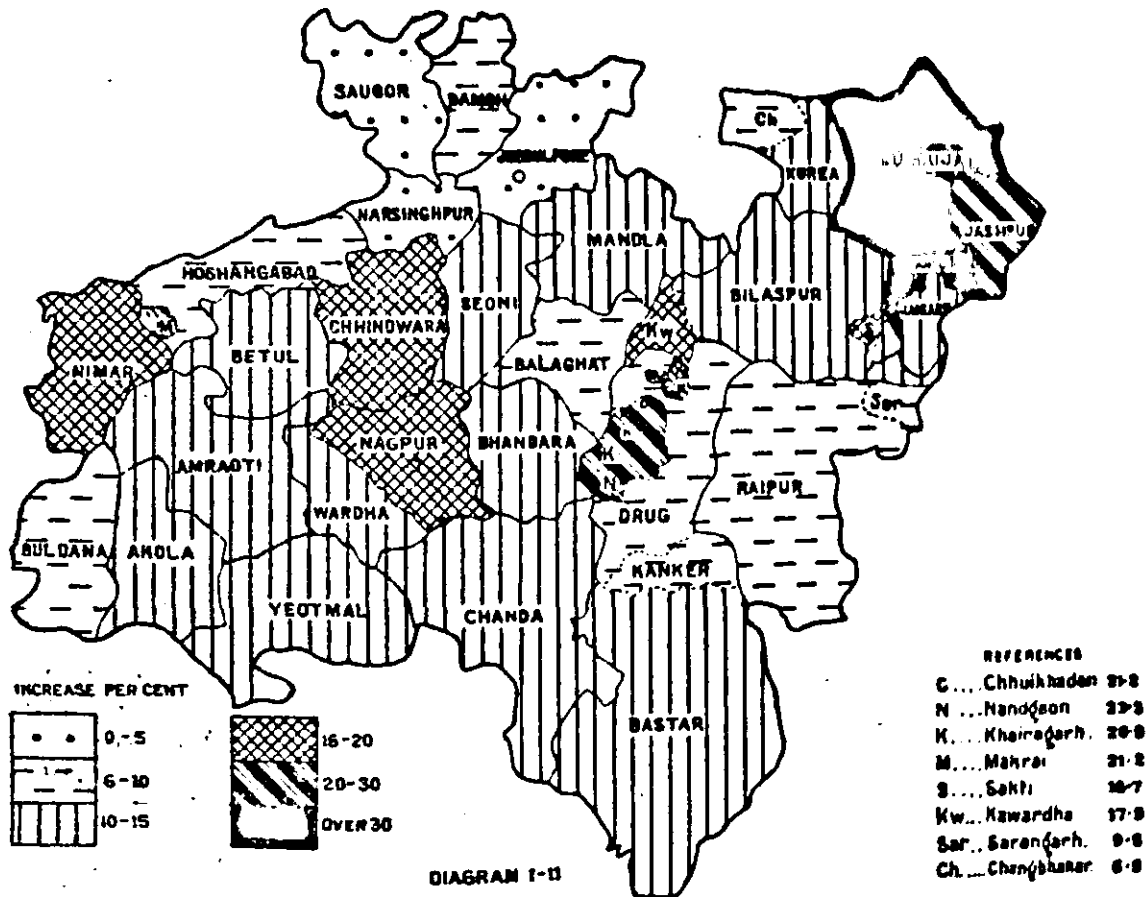 SAUGOR
DAMOH
JUBBULPORE
Ch
KOREA
JASHPUR
NARSINGHPUR
MANDLA
HOSHANGABAD
SEONI
BILASPUR
CHHINDWARA
Kw
S
M
BETUL
BALAGHAT
NIMAR
Sar
NAGPUR
BHANDARA
K
AMRAOTI
N
RAIPUR
WARDHA
DRUG
BULDANA
AKOLA
KANKER
YEOTMAL
CHANDA
BASTAR
INCREASE PER CENT
0-5
6-10
10-15
16-20
20-30
OVER 30
REFERENCES
C.... Chhuikhadan
N.... Nandgaon
K.... Khairagarh.
M.... Makrai
S.... Sakti
Kw... Kawardha
Sar.. Sarangarh.
Ch.... Changbhakar
DIAGRAM I-11